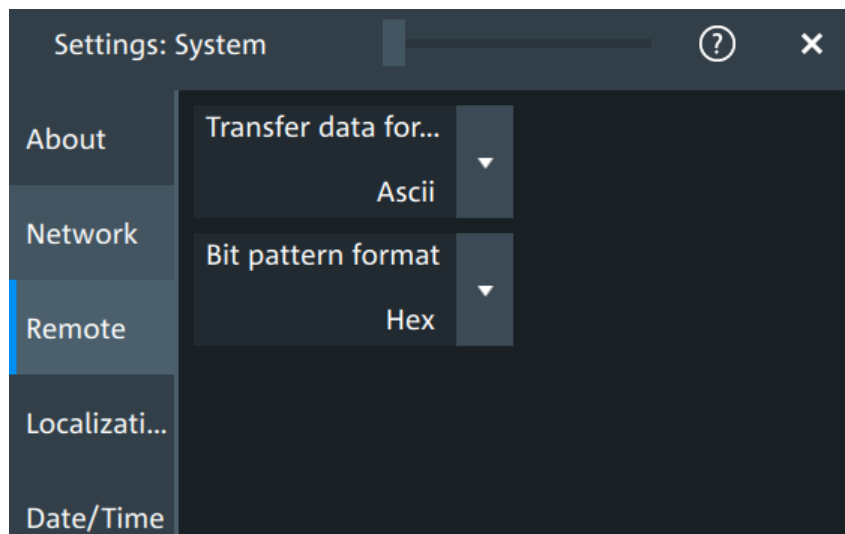 Settings: System
?
About
Network
Remote
Localizati...
Date/Time
Transfer data for...
Ascii
Bit pattern format
Hex